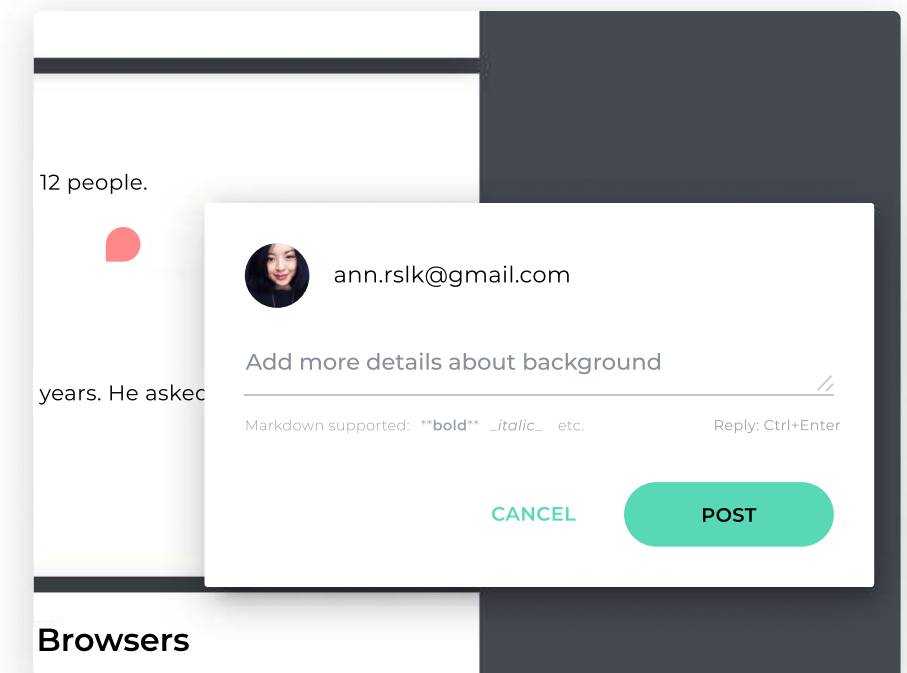 12 people.
ann.rslk@gmail.com
Add more details about background
years. He asked
Markdown supported: **bold** _italic_ etc. Reply: Ctrl+Enter
CANCEL POST
Browsers